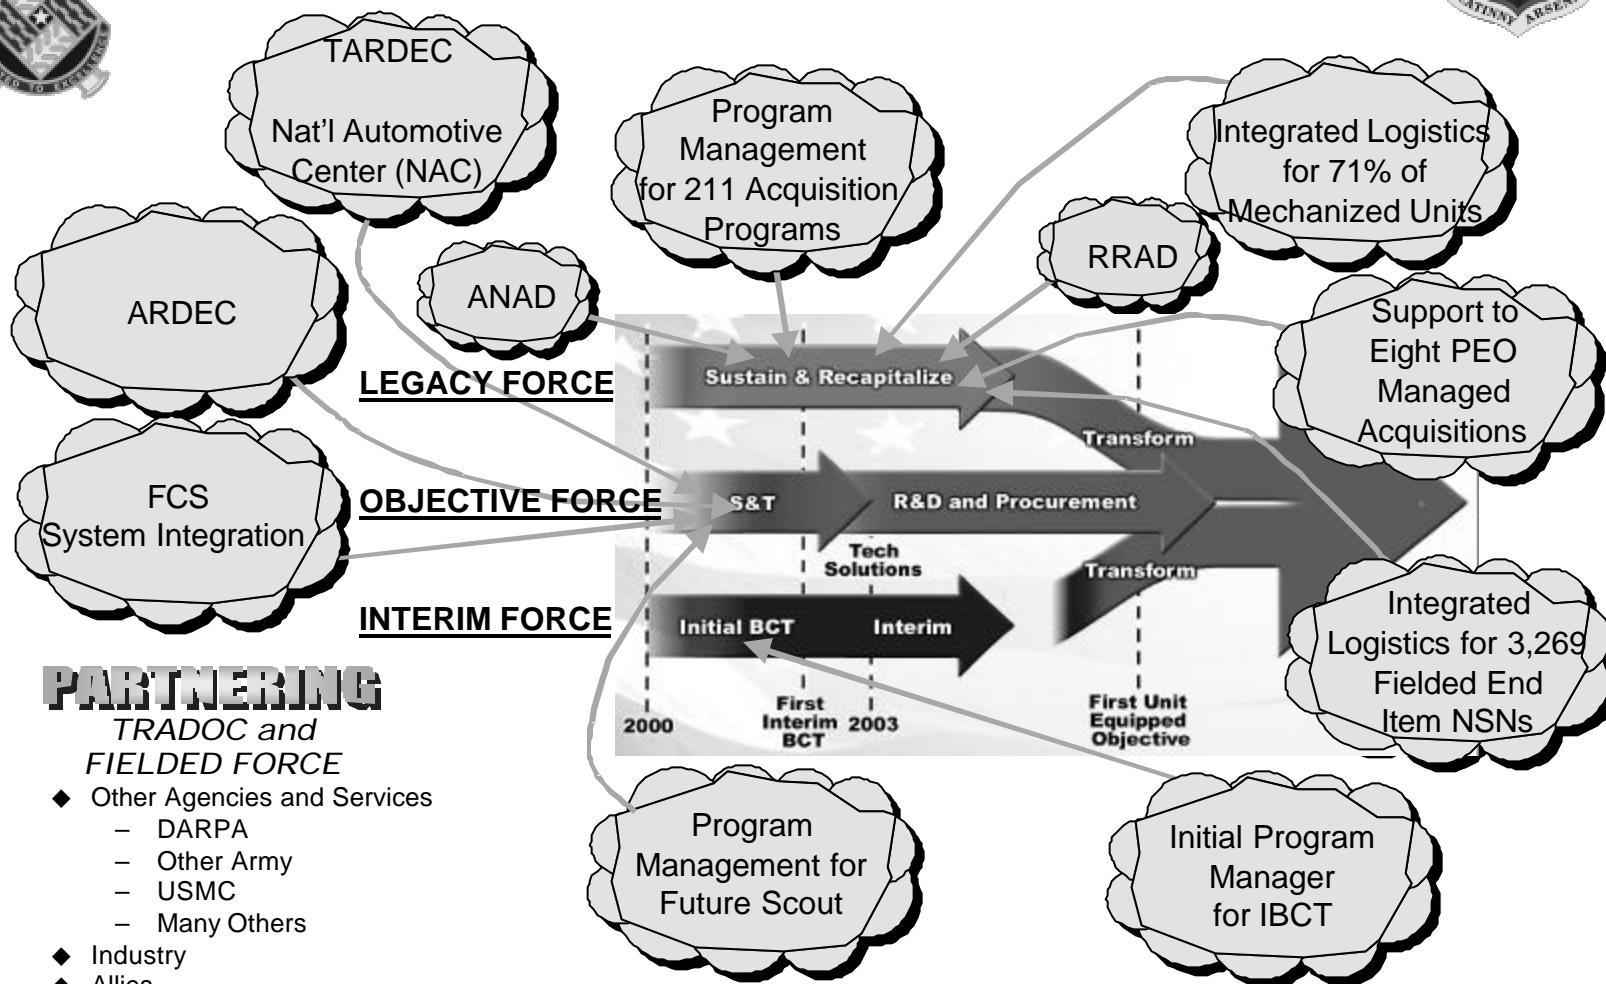 TARDEC
Nat'l Automotive
Center (NAC)
Program
Management
for 211 Acquisition
Programs
Integrated Logistics
for 71% of
Mechanized Units
RRAD
ANAD
ARDEC
Support to
Eight PEO
Managed
Acquisitions
LEGACY FORCE
Sustain & Recapitalize
Transform
FCS
System Integration
OBJECTIVE FORCE
S&T
R&D and Procurement
Tech
Solutions
Transform
INTERIM FORCE
Initial BCT
Interim
Integrated
Logistics for 3,269
Fielded End
Item NSNs
2000
First
Interim
BCT
2003
First Unit
Equipped
Objective
PARTNERING
TRADOC and
FIELDED FORCE
◆ Other Agencies and Services
– DARPA
– Other Army
– USMC
– Many Others
◆ Industry
◆ Allies
Program
Management for
Future Scout
Initial Program
Manager
for IBCT